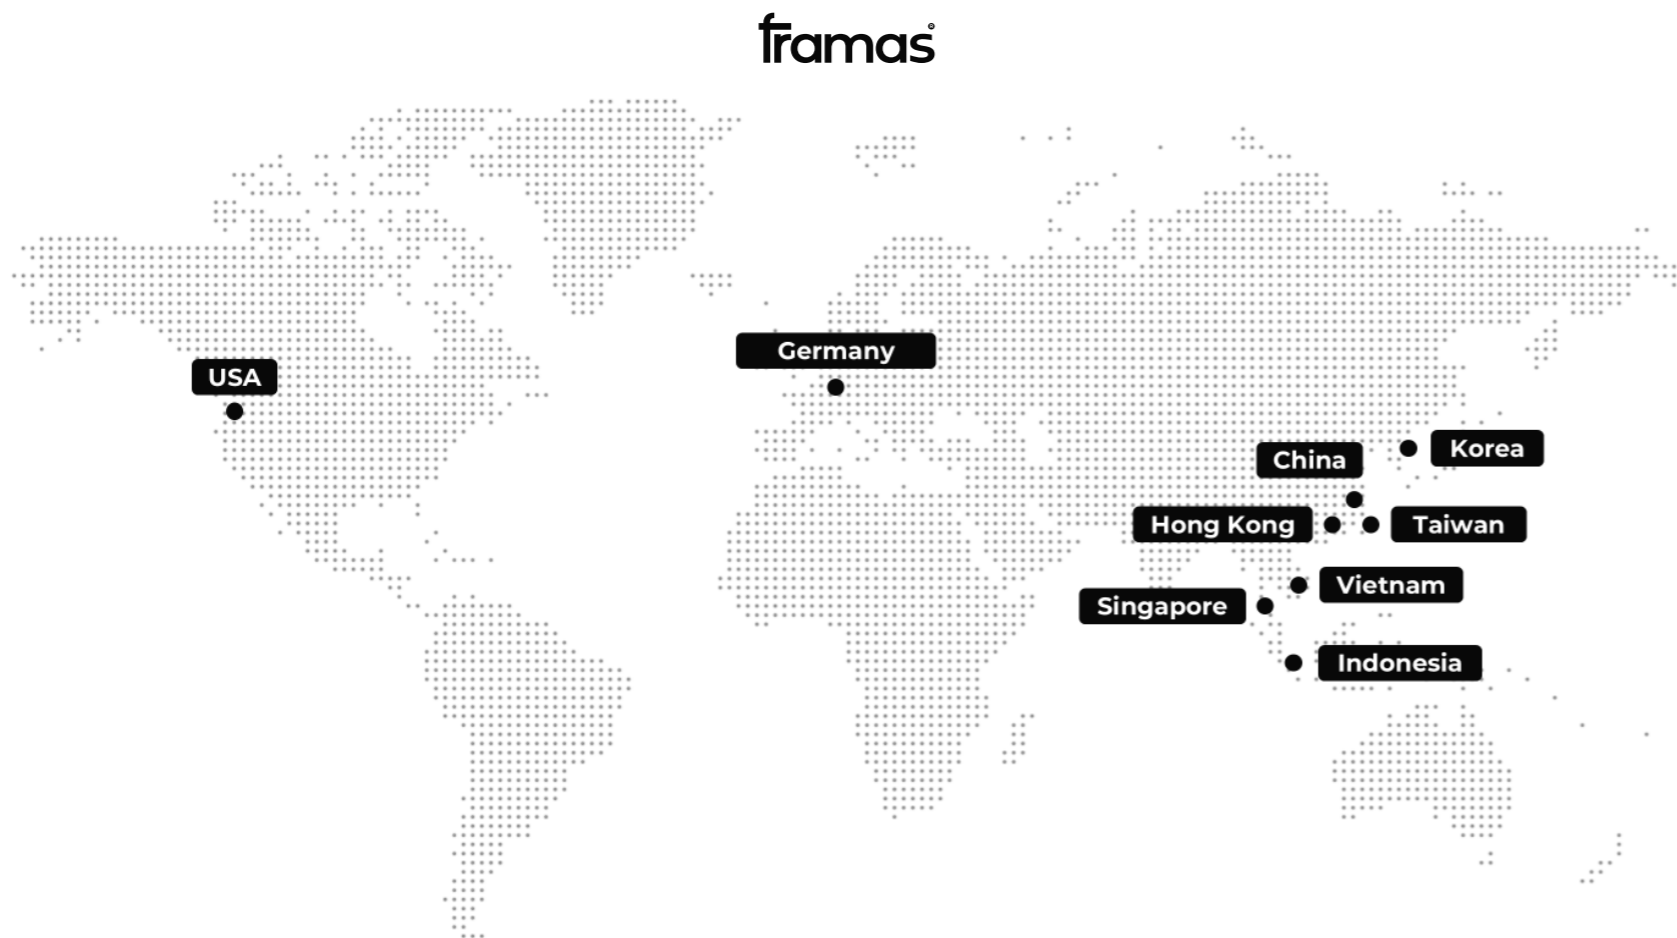 framas
USA
Germany
Korea
China
Hong Kong
Taiwan
Vietnam
Singapore
Indonesia